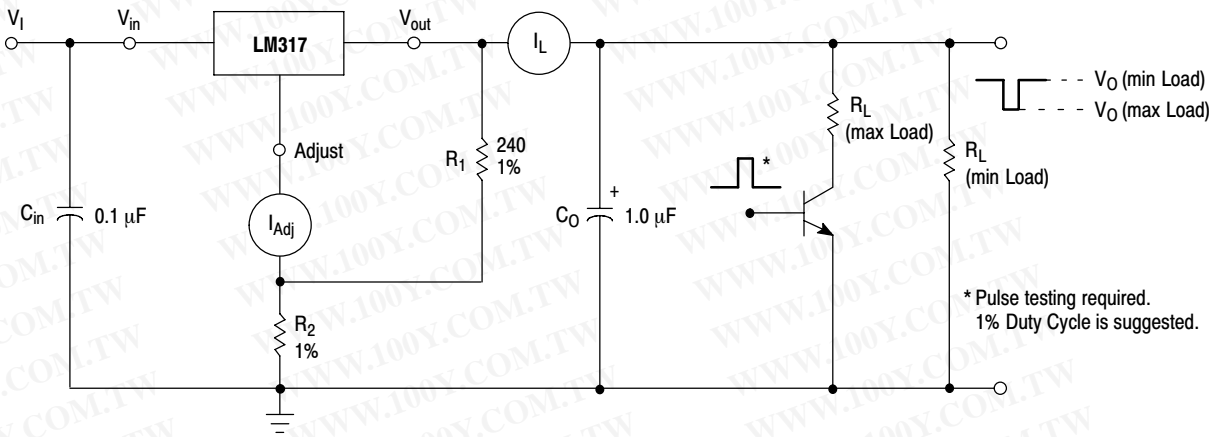 V_I
V_in
LM317
V_out
I_L
V_O (min Load)
V_O (max Load)
R_L
(max Load)
R_L
(min Load)
Adjust
R_1
240
1%
*
C_in
0.1 μF
I_Adj
+
C_O
1.0 μF
R_2
1%
* Pulse testing required.
1% Duty Cycle is suggested.
WWW.100Y.COM.TW